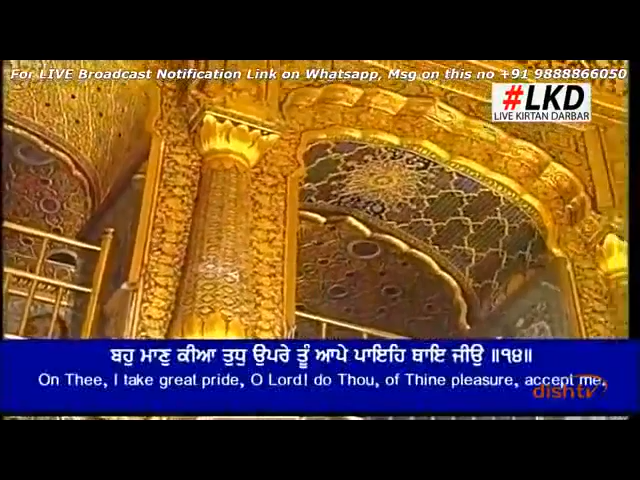 For LIVE Broadcast Notification Link on Whatsapp, Msg on this no +91 9888866050
#LKD
LIVE KIRTAN DARBAR
ਬਹੁ ਮਾਣੁ ਕੀਆ ਤੁਧੁ ਉਪਰੇ ਤੂੰ ਆਪੇ ਪਾਇਹਿ ਥਾਇ ਜੀਉ ॥੧੪॥
On Thee, I take great pride, O Lord! do Thou, of Thine pleasure, accept me.
dishtv